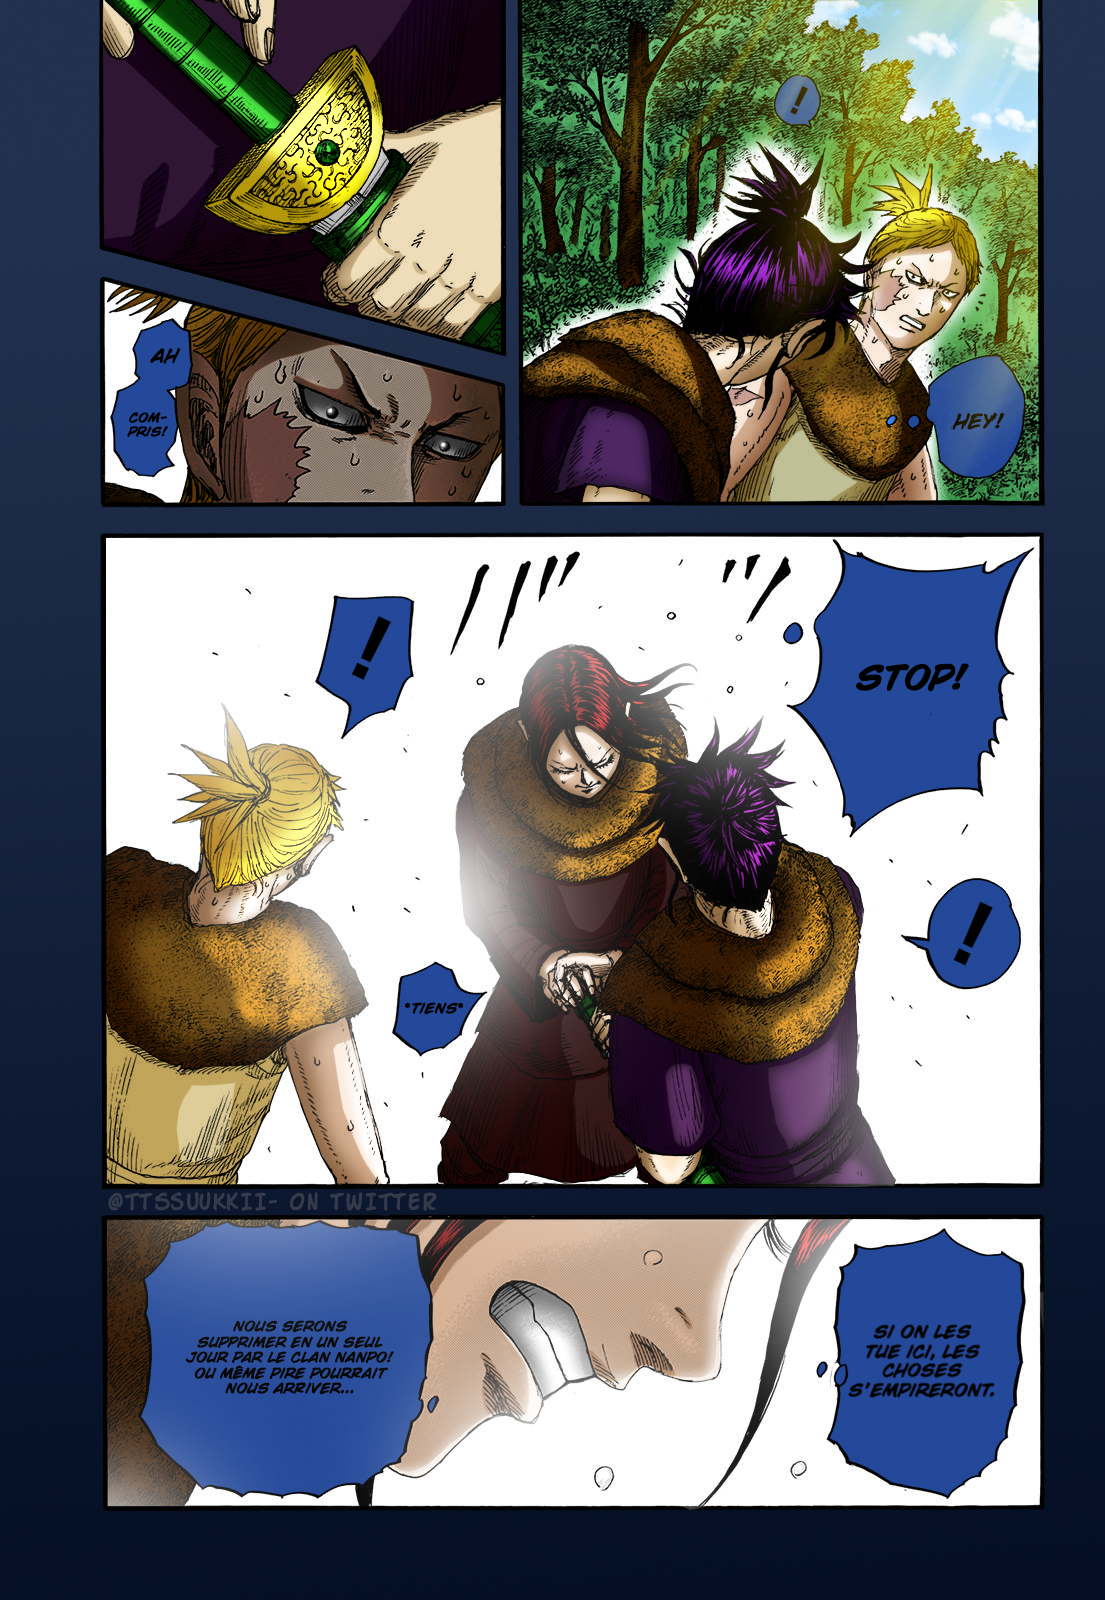 !
HEY!
AH
COM-
PRIS!
STOP!
!
!
*TIENS*
@TTSSUUKKII- ON TWITTER
SI ON LES
TUE ICI, LES
CHOSES
S'EMPIRERONT.
NOUS SERONS
SUPPRIMER EN UN SEUL
JOUR PAR LE CLAN NANPO!
OU MÊME PIRE POURRAIT
NOUS ARRIVER...